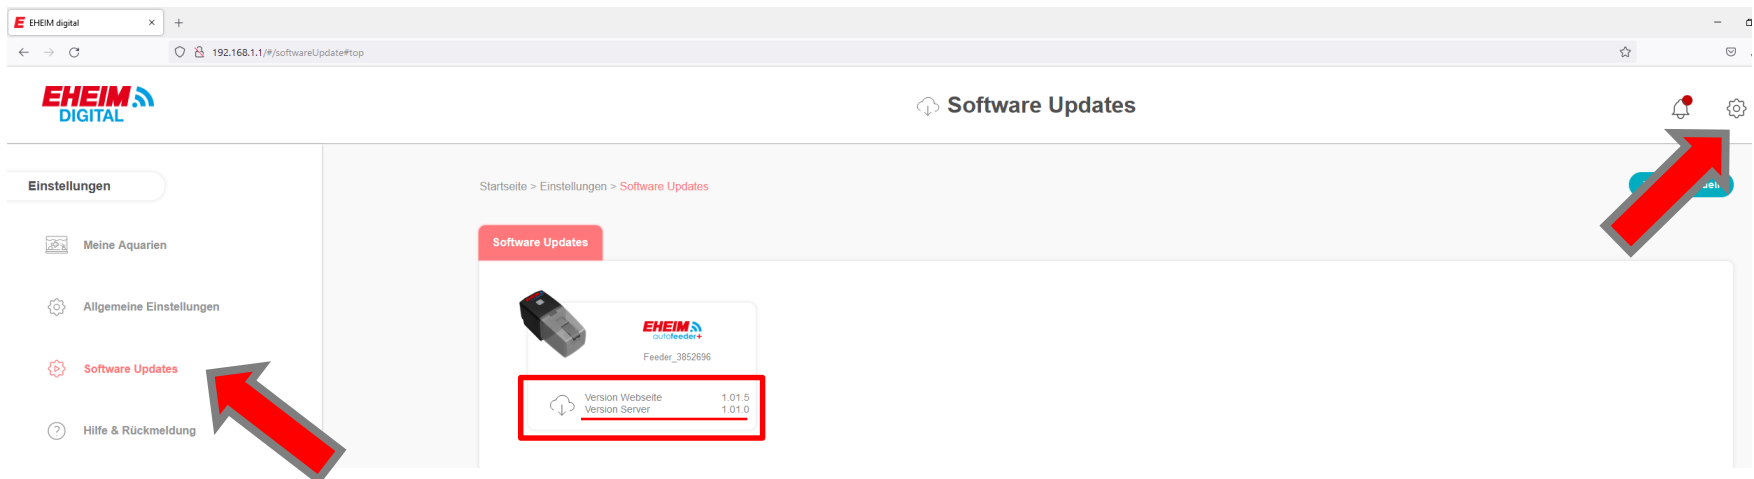 EHEIM digital
192.168.1.1/#/softwareUpdate#top
EHEIM
DIGITAL
Software Updates
Einstellungen
Startseite > Einstellungen > Software Updates
Meine Aquarien
Software Updates
Allgemeine Einstellungen
EHEIM
autofeeder+
Feeder_3852696
Software Updates
Version Webseite 1.01.5
Version Server 1.01.0
Hilfe & Rückmeldung